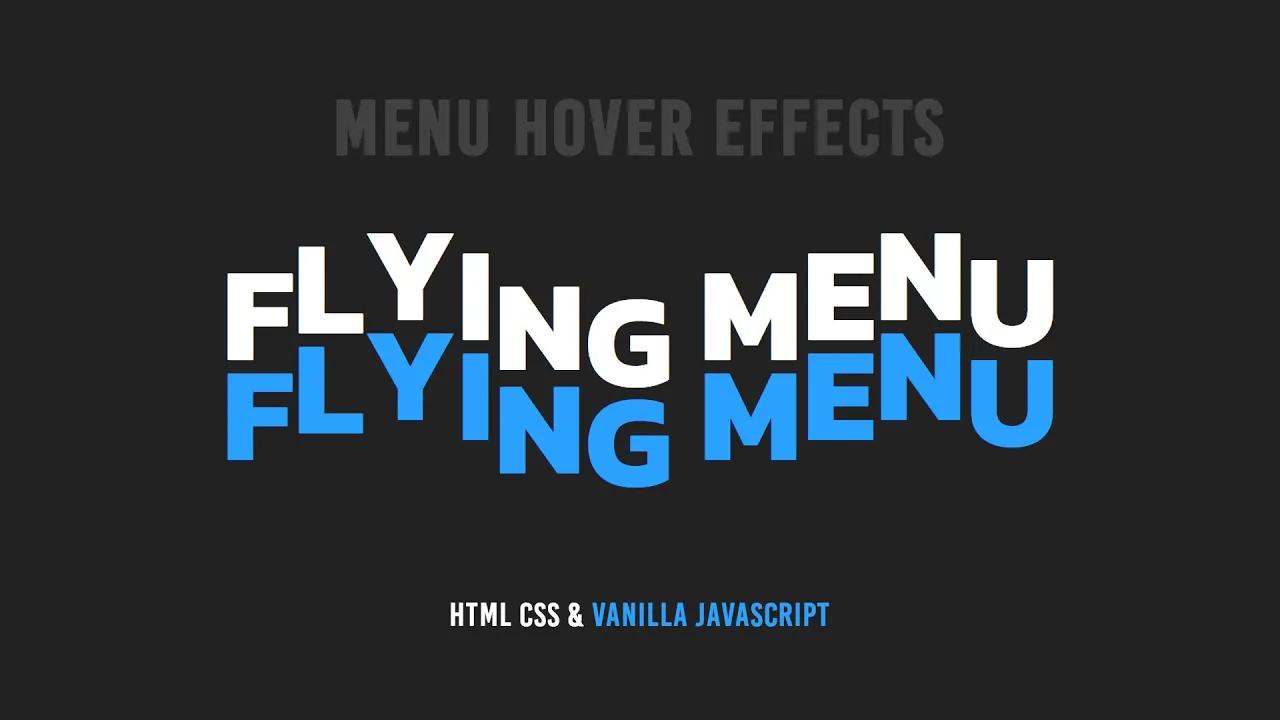 MENU HOVER EFFECTS
FLYING MENU
FLYING MENU
HTML CSS & VANILLA JAVASCRIPT